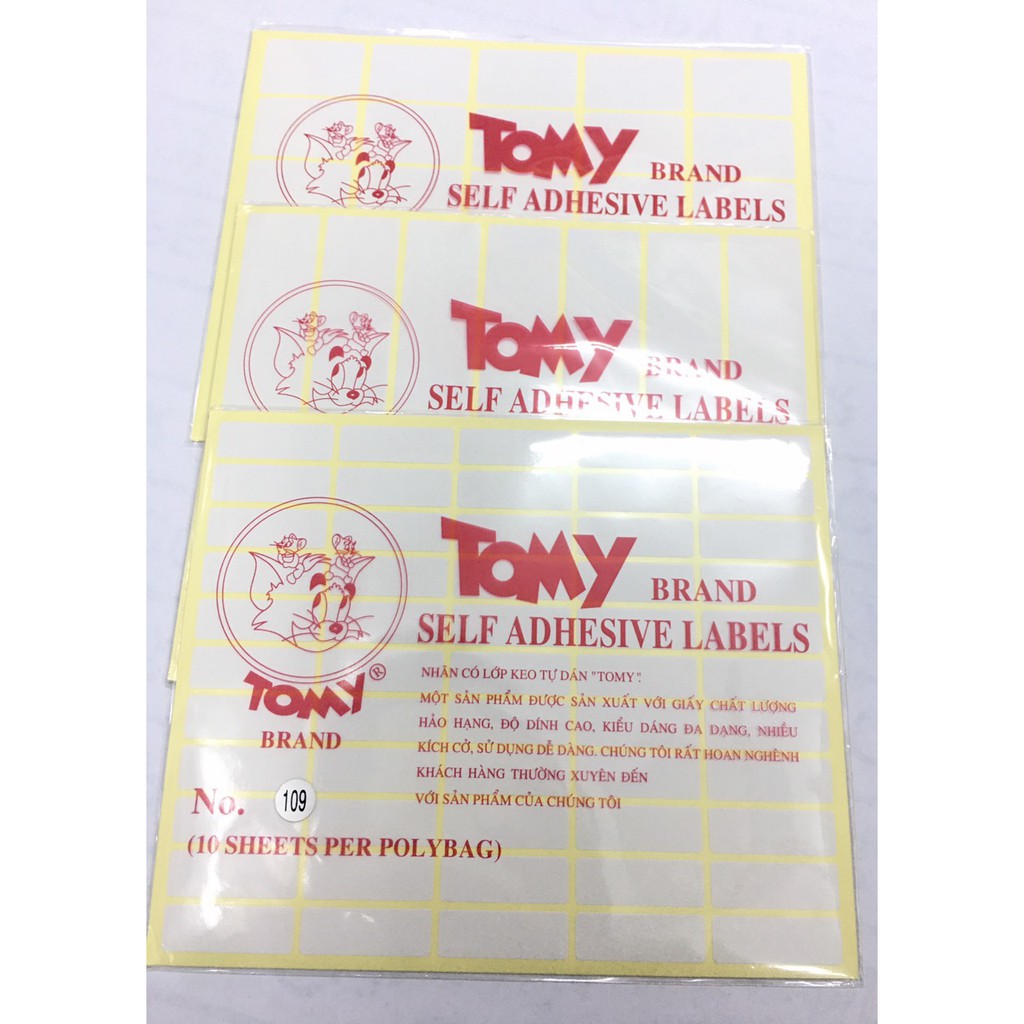 TOMY BRAND
SELF ADHESIVE LABELS
TOMY BRAND
SELF ADHESIVE LABELS
TOMY BRAND
SELF ADHESIVE LABELS
TOMY ®
BRAND
NHÃN CÓ LỚP KEO TỰ DÁN "TOMY".
MỘT SẢN PHẨM ĐƯỢC SẢN XUẤT VỚI GIẤY CHẤT LƯỢNG
HẢO HẠNG, ĐỘ DÍNH CAO, KIỂU DÁNG ĐA DẠNG, NHIỀU
KÍCH CỞ, SỬ DỤNG DỄ DÀNG. CHÚNG TÔI RẤT HOAN NGHÊNH
KHÁCH HÀNG THƯỜNG XUYÊN ĐẾN
VỚI SẢN PHẨM CỦA CHÚNG TÔI
No. 109
(10 SHEETS PER POLYBAG)